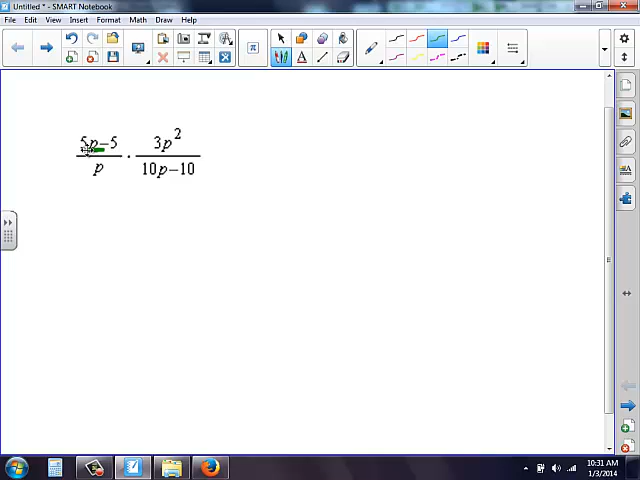 Untitled * - SMART Notebook
File Edit View Insert Format Math Draw Help
5p-5 3p²
p · 10p-10
10:31 AM
1/3/2014